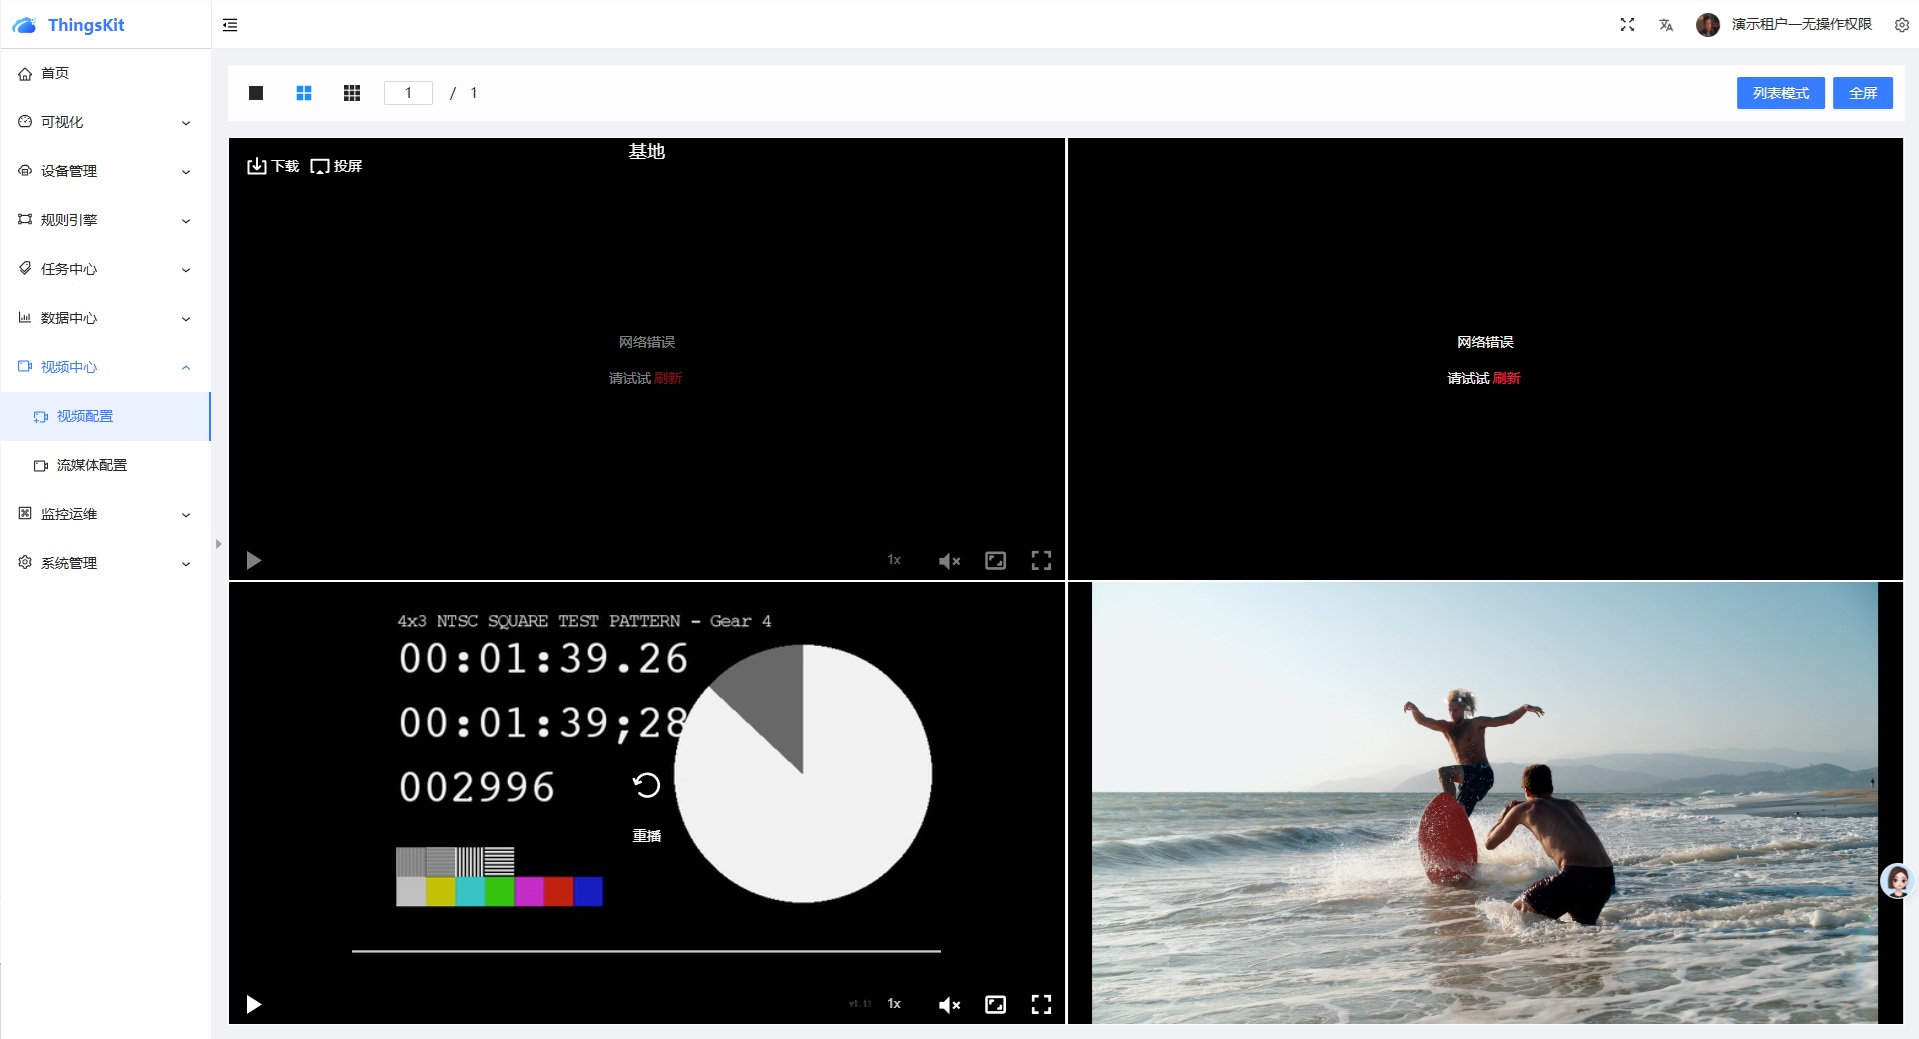 ThingsKit
演示租户一无操作权限
首页
可视化
设备管理
规则引擎
任务中心
数据中心
视频中心
视频配置
流媒体配置
监控运维
系统管理
1 / 1
列表模式
全屏
基地
下载 投屏
网络错误
请试试 刷新
1x
网络错误
请试试 刷新
4x3 NTSC SQUARE TEST PATTERN - Gear 4
00:01:39.26
00:01:39;28
002996
重播
1x